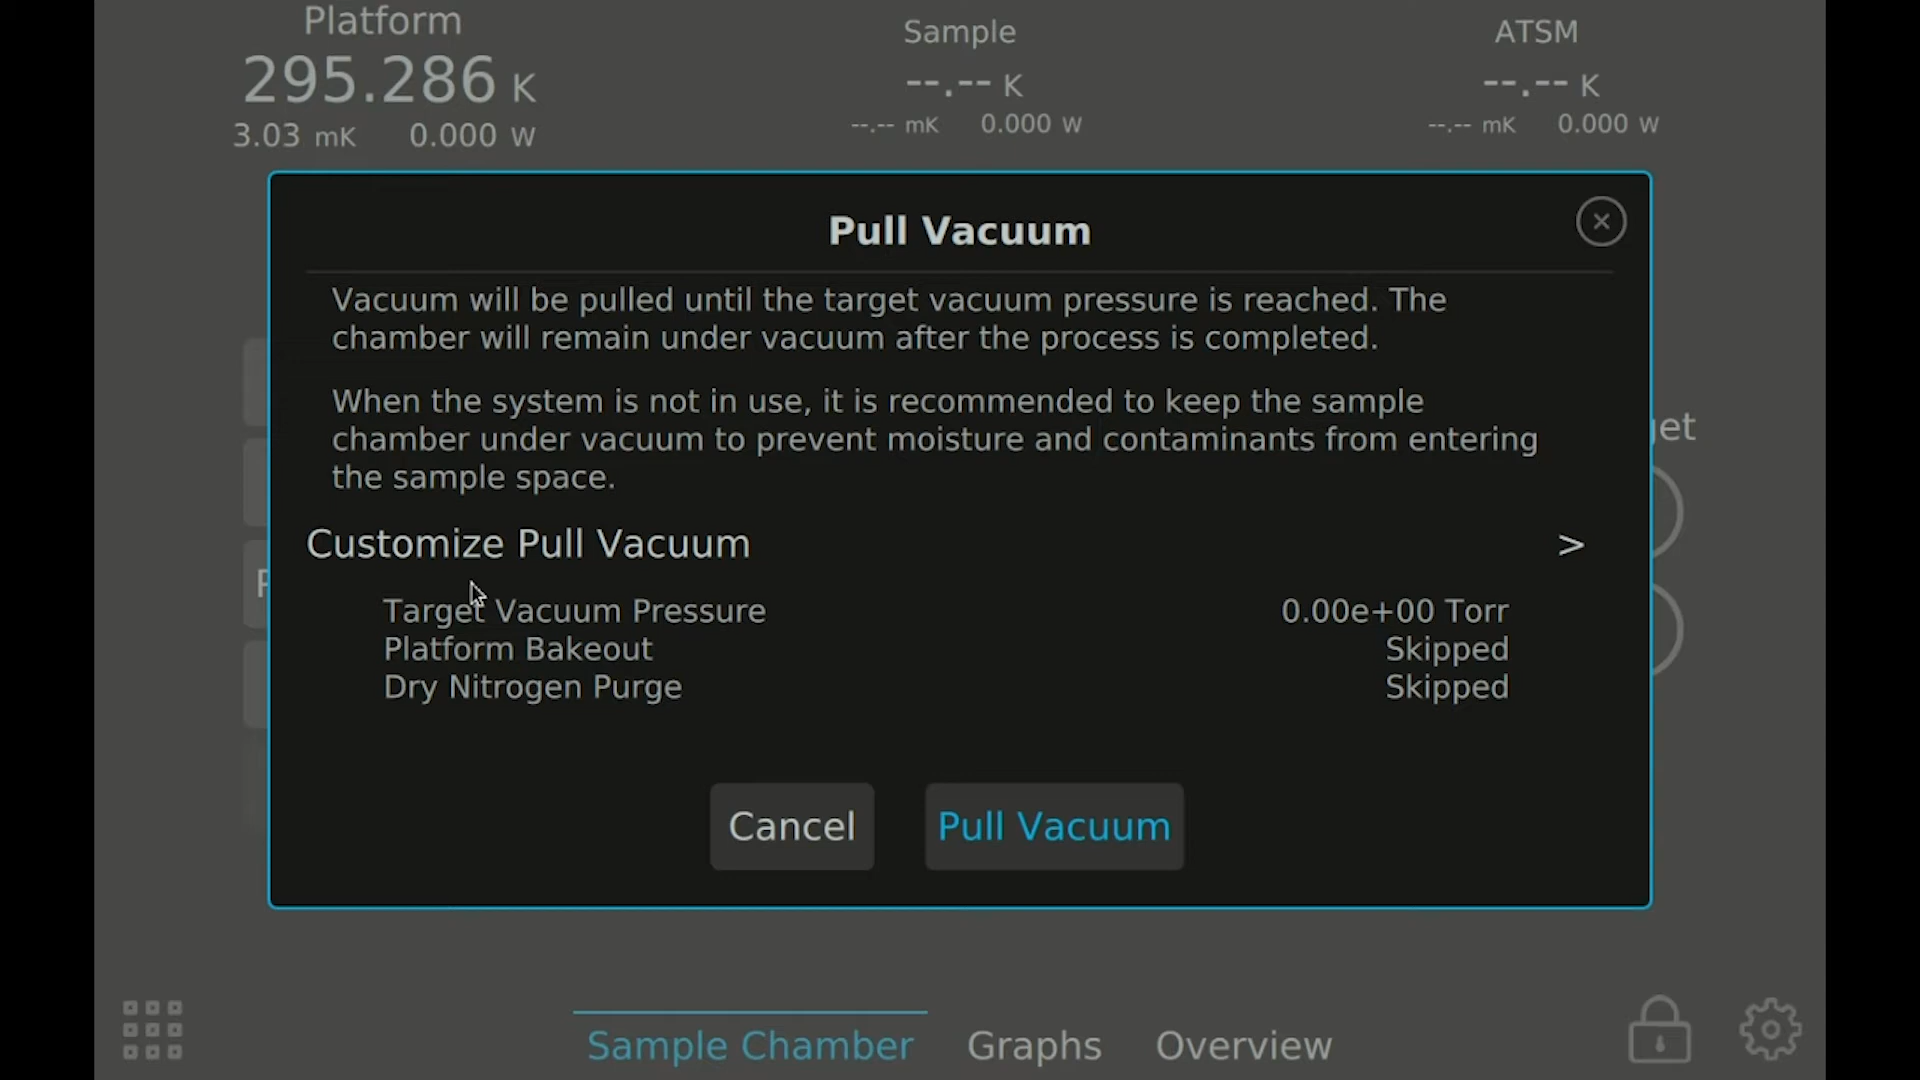 Platform
Sample
ATSM
295.286 K
--.-- K
--.-- K
3.03 mK 0.000 W
--.-- mK 0.000 W
--.-- mK 0.000 W
Pull Vacuum
Vacuum will be pulled until the target vacuum pressure is reached. The
chamber will remain under vacuum after the process is completed.
When the system is not in use, it is recommended to keep the sample
chamber under vacuum to prevent moisture and contaminants from entering
the sample space.
Customize Pull Vacuum >
Target Vacuum Pressure 0.00e+00 Torr
Platform Bakeout Skipped
Dry Nitrogen Purge Skipped
Cancel Pull Vacuum
Sample Chamber Graphs Overview